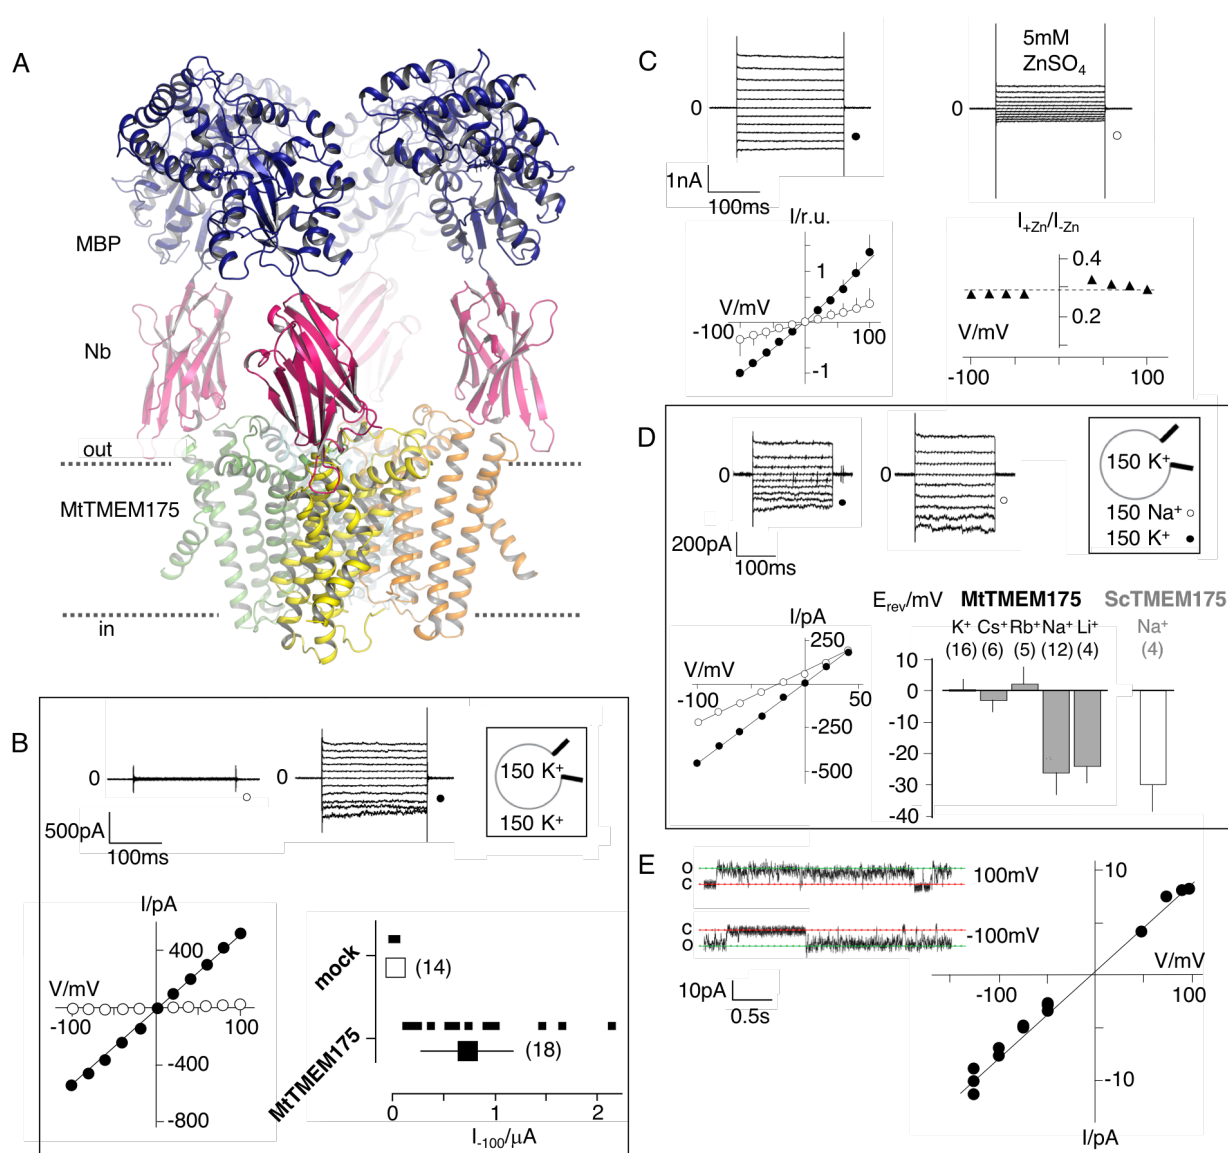 A
MBP
Nb
out
MtTMEM175
in
B
0
0
150 K⁺
150 K⁺
500pA
100ms
I/pA
400
V/mV
-100
100
-400
-800
mock
(14)
MtTMEM175
(18)
0
1
2
I₋₁₀₀/µA
C
5mM
ZnSO₄
0
0
1nA
100ms
I/r.u.
1
V/mV
-100
100
-1
I₊Zn/I₋Zn
0.4
0.2
V/mV
-100
100
D
0
0
150 K⁺
150 Na⁺
150 K⁺
200pA
100ms
I/pA
250
V/mV
-100
50
-250
-500
Erev/mV MtTMEM175 ScTMEM175
K⁺ Cs⁺ Rb⁺ Na⁺ Li⁺ Na⁺
(16) (6) (5) (12) (4) (4)
10
0
-10
-20
-30
-40
E
O
C
100mV
C
O
-100mV
10pA
0.5s
10
V/mV
-100
100
-10
I/pA